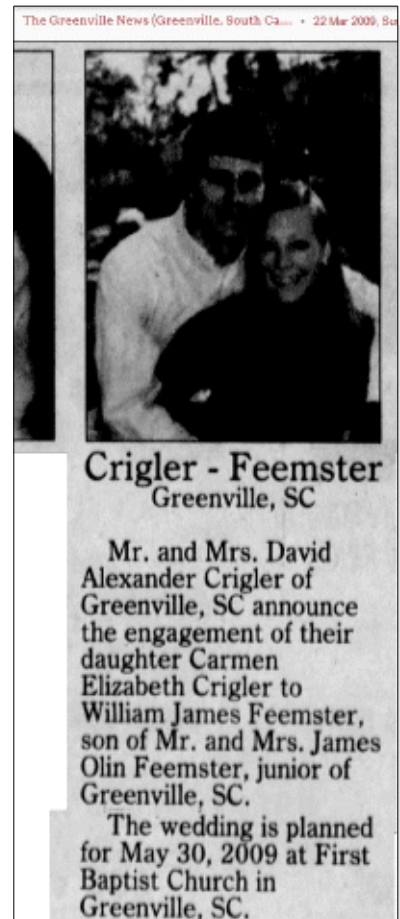 The Greenville News (Greenville, South Ca... • 22 Mar 2009, Su
Crigler - Feemster
Greenville, SC
Mr. and Mrs. David
Alexander Crigler of
Greenville, SC announce
the engagement of their
daughter Carmen
Elizabeth Crigler to
William James Feemster,
son of Mr. and Mrs. James
Olin Feemster, junior of
Greenville, SC.
The wedding is planned
for May 30, 2009 at First
Baptist Church in
Greenville, SC.